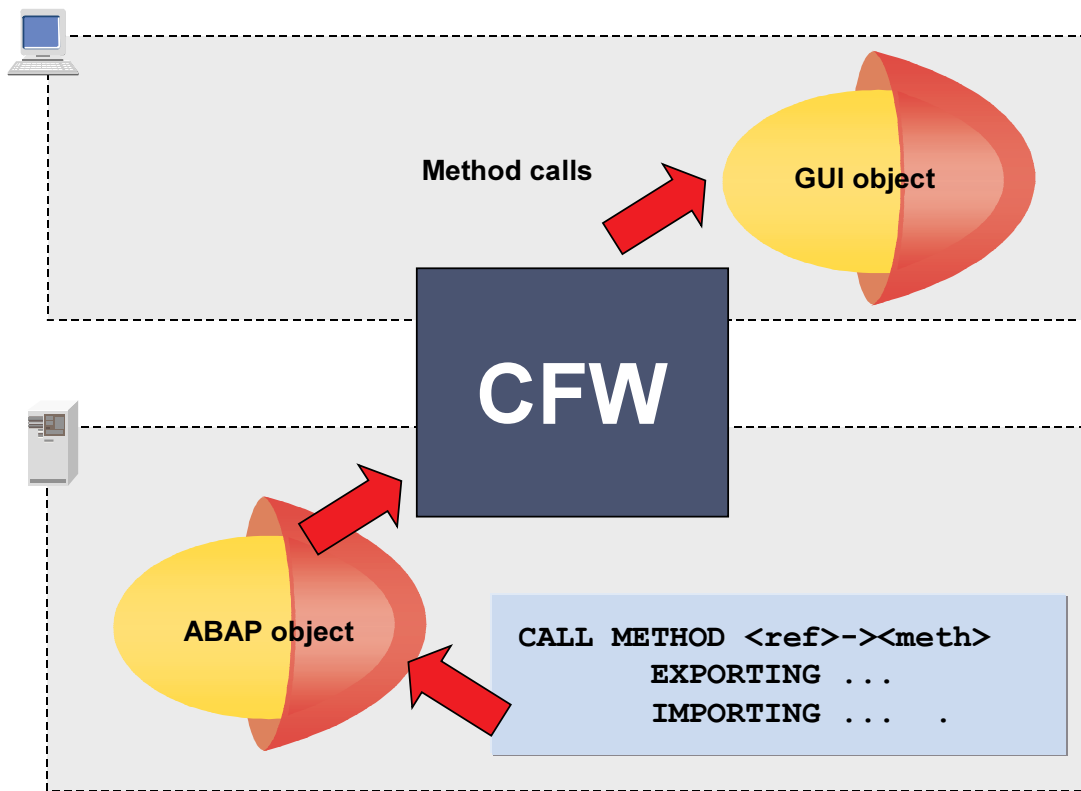 Method calls
GUI object
CFW
ABAP object
CALL METHOD <ref>-><meth>
EXPORTING ...
IMPORTING ... .